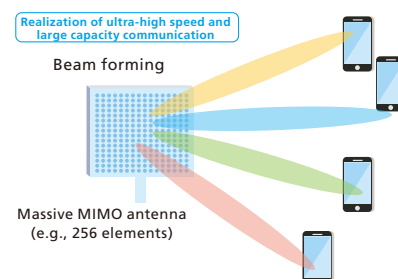 Realization of ultra-high speed and
large capacity communication
Beam forming
Massive MIMO antenna
(e.g., 256 elements)